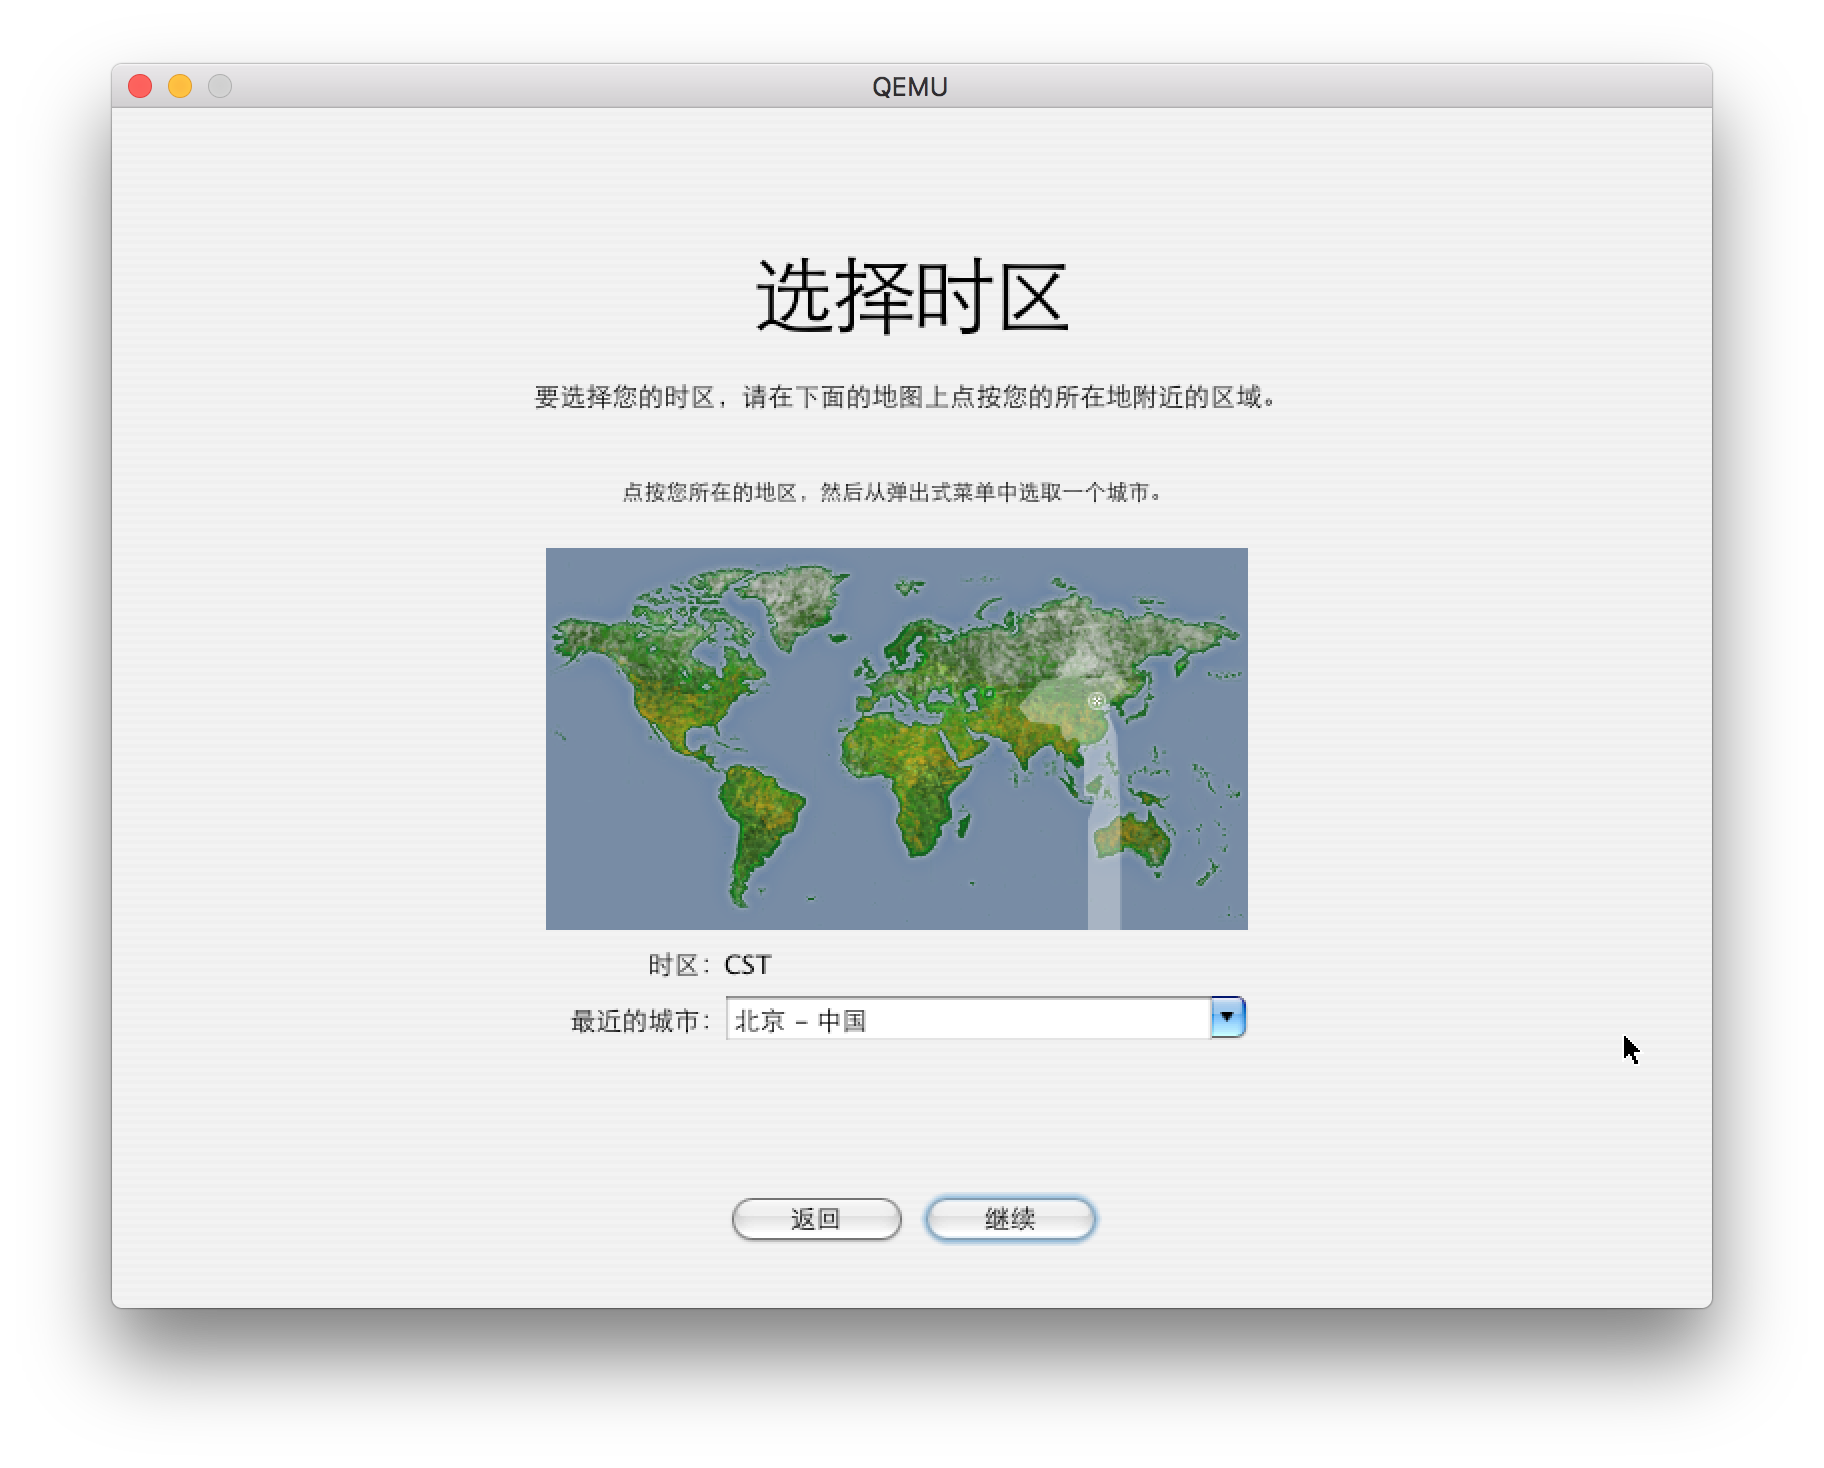 QEMU
选择时区
要选择您的时区，请在下面的地图上点按您的所在地附近的区域。
点按您所在的地区，然后从弹出式菜单中选取一个城市。
时区：CST
最近的城市：北京 – 中国
返回 继续